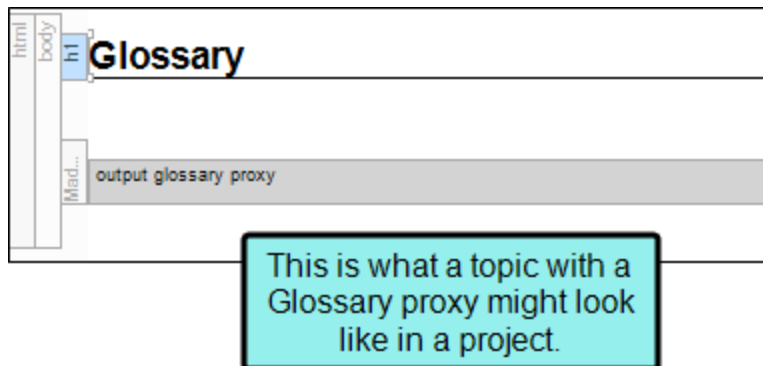 html
body
h1
Glossary
Mad...
output glossary proxy
This is what a topic with a
Glossary proxy might look
like in a project.